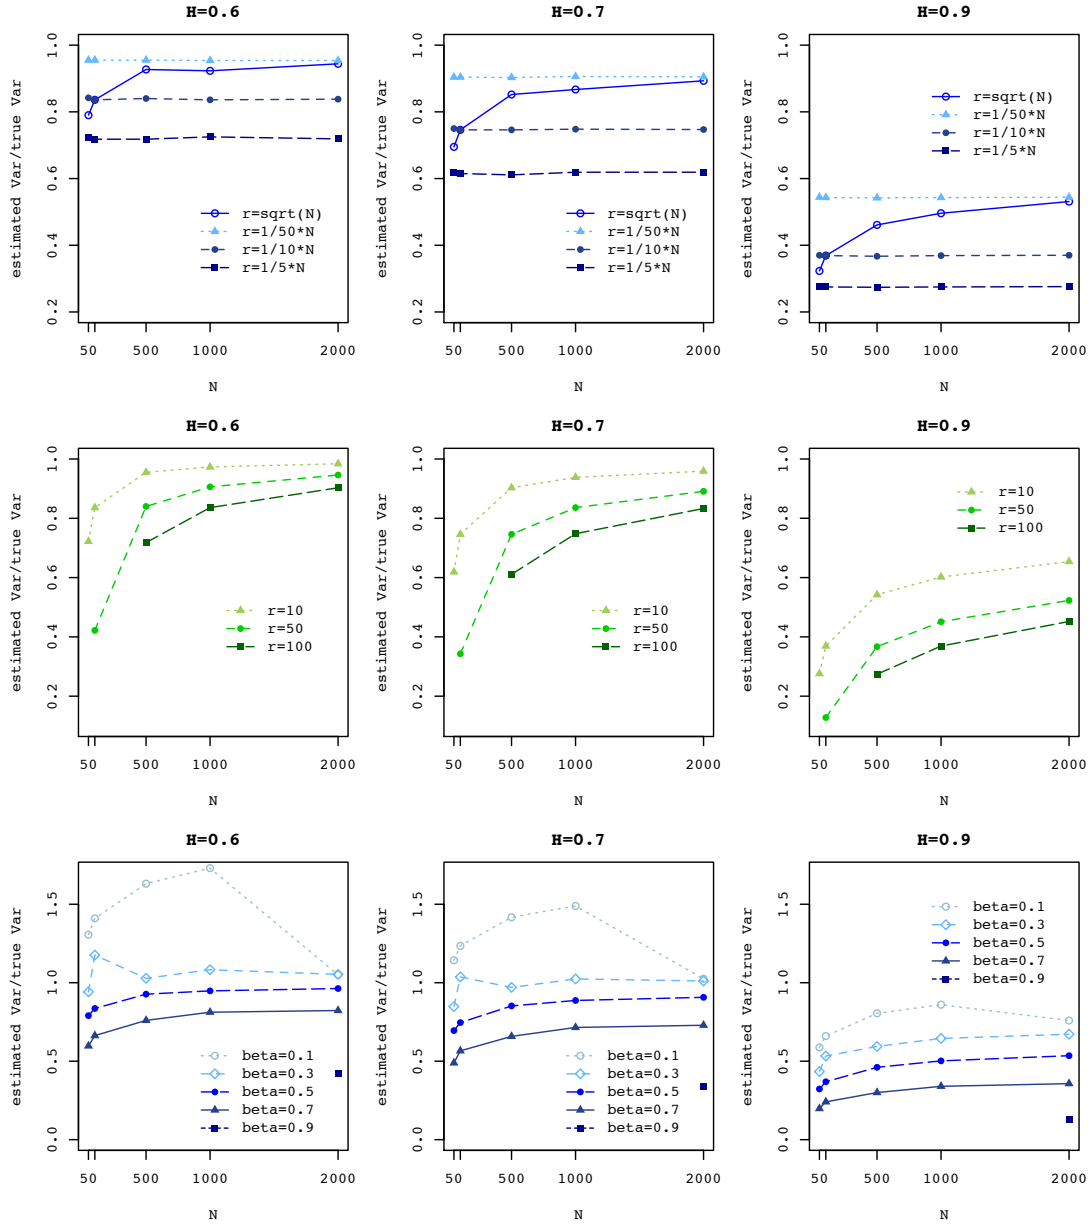 H=0.6
estimated Var/true Var
1.0
0.8
0.6
0.4
0.2
r=sqrt(N)
r=1/50*N
r=1/10*N
r=1/5*N
50 500 1000 2000
N
H=0.7
estimated Var/true Var
1.0
0.8
0.6
0.4
0.2
r=sqrt(N)
r=1/50*N
r=1/10*N
r=1/5*N
50 500 1000 2000
N
H=0.9
estimated Var/true Var
1.0
0.8
0.6
0.4
0.2
r=sqrt(N)
r=1/50*N
r=1/10*N
r=1/5*N
50 500 1000 2000
N
H=0.6
estimated Var/true Var
1.0
0.8
0.6
0.4
0.2
r=10
r=50
r=100
50 500 1000 2000
N
H=0.7
estimated Var/true Var
1.0
0.8
0.6
0.4
0.2
r=10
r=50
r=100
50 500 1000 2000
N
H=0.9
estimated Var/true Var
1.0
0.8
0.6
0.4
0.2
r=10
r=50
r=100
50 500 1000 2000
N
H=0.6
estimated Var/true Var
1.5
1.0
0.5
0.0
beta=0.1
beta=0.3
beta=0.5
beta=0.7
beta=0.9
50 500 1000 2000
N
H=0.7
estimated Var/true Var
1.5
1.0
0.5
0.0
beta=0.1
beta=0.3
beta=0.5
beta=0.7
beta=0.9
50 500 1000 2000
N
H=0.9
estimated Var/true Var
1.5
1.0
0.5
0.0
beta=0.1
beta=0.3
beta=0.5
beta=0.7
beta=0.9
50 500 1000 2000
N